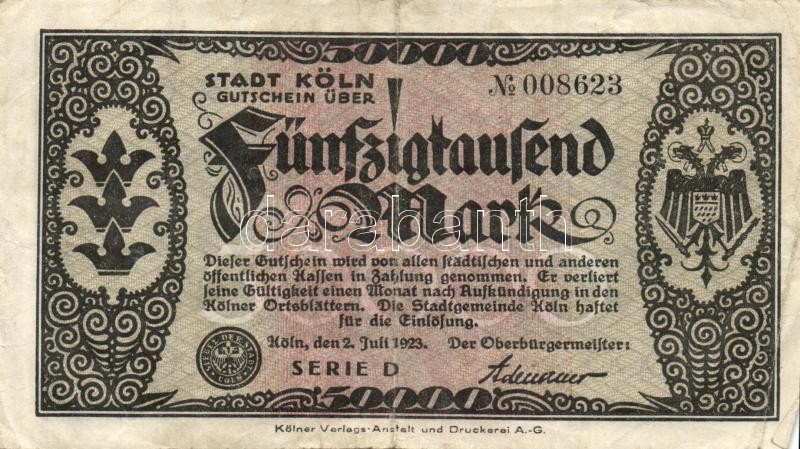 50000
STADT KÖLN
GUTSCHEIN ÜBER
№ 008623
Fünfzigtausend
Mark
darabanth
Dieser Gutschein wird von allen städtischen und anderen
öffentlichen Kassen in Zahlung genommen. Er verliert
seine Gültigkeit einen Monat nach Aufkündigung in den
Kölner Ortsblättern. Die Stadtgemeinde Köln haftet
für die Einlösung.
Köln, den 2. Juli 1923. Der Oberbürgermeister:
SERIE D
Adenauer
50000
Kölner Verlags-Anstalt und Druckerei A.-G.